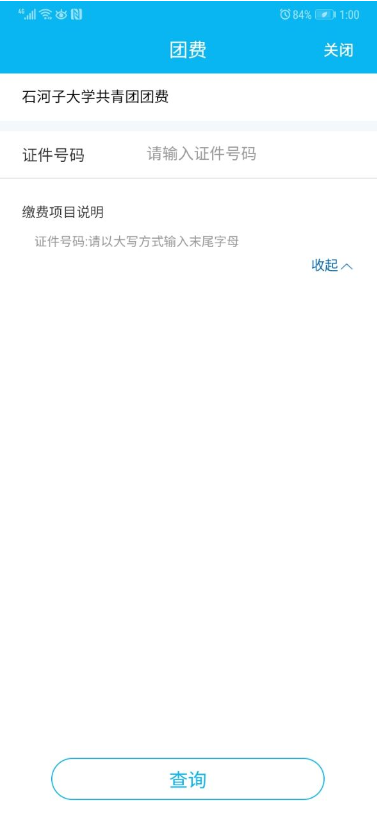 46 84% 1:00
团费 关闭
石河子大学共青团团费
证件号码 请输入证件号码
缴费项目说明
证件号码:请以大写方式输入末尾字母
收起
查询